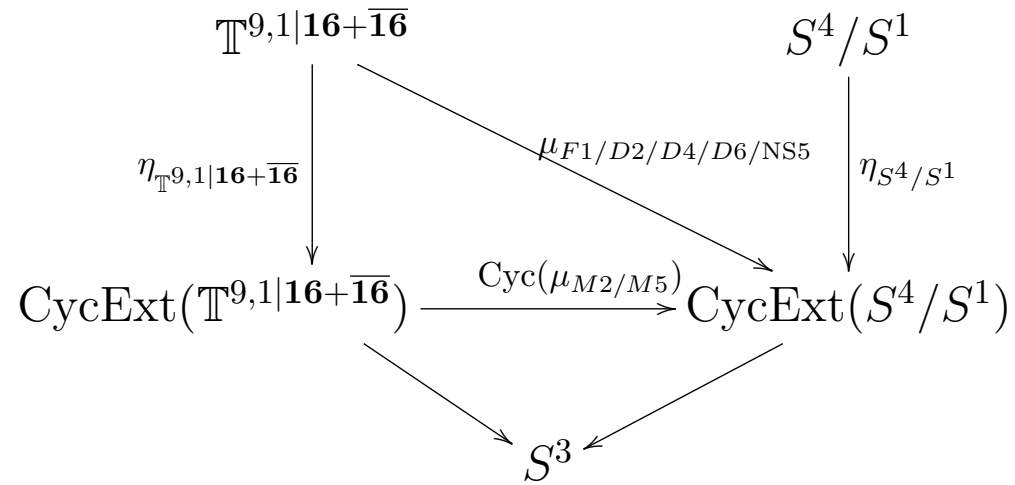 𝕋^{9,1|𝟏𝟔+\overline{𝟏𝟔}} S^4/S^1
μ_{F1/D2/D4/D6/NS5}
η_{𝕋^{9,1|𝟏𝟔+\overline{𝟏𝟔}}} η_{S^4/S^1}
Cyc(μ_{M2/M5})
CycExt(𝕋^{9,1|𝟏𝟔+\overline{𝟏𝟔}}) CycExt(S^4/S^1)
S^3